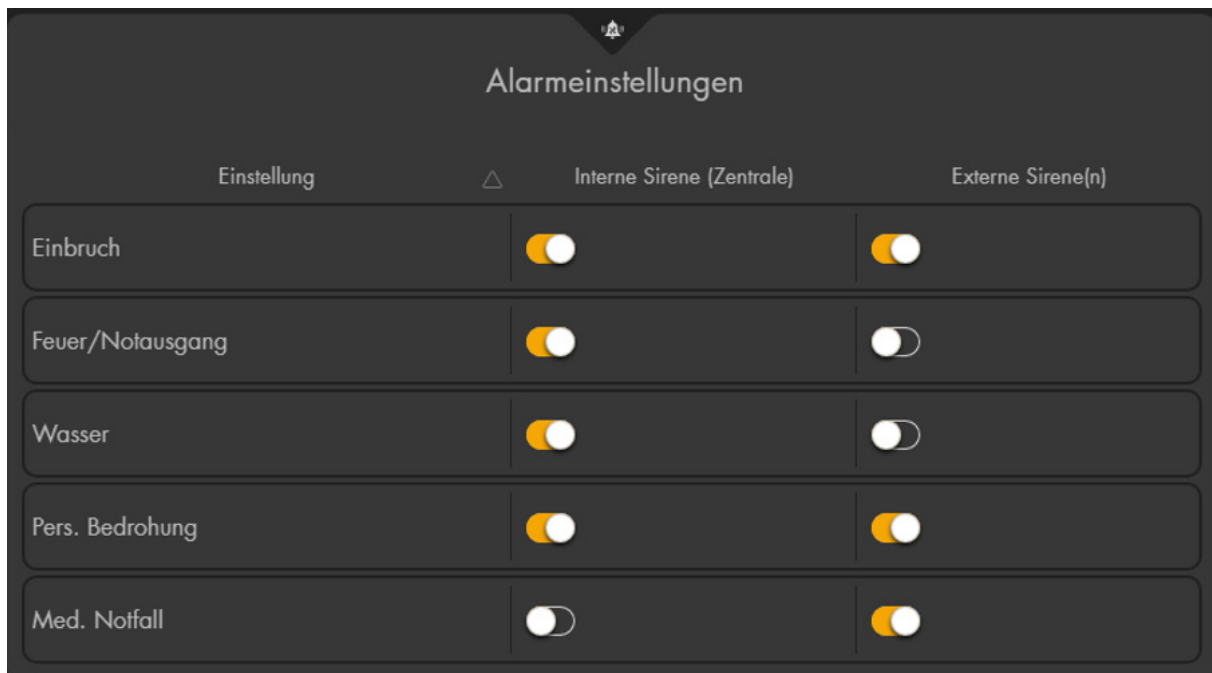 Alarmeinstellungen
Einstellung Interne Sirene (Zentrale) Externe Sirene(n)
Einbruch
Feuer/Notausgang
Wasser
Pers. Bedrohung
Med. Notfall